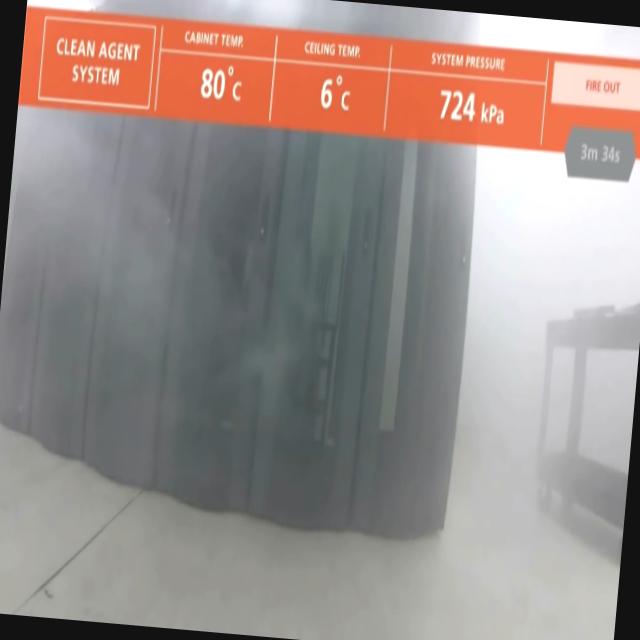 CLEAN AGENT
SYSTEM
CABINET TEMP.
80°C
CEILING TEMP.
6°C
SYSTEM PRESSURE
724 kPa
FIRE OUT
3m 34s